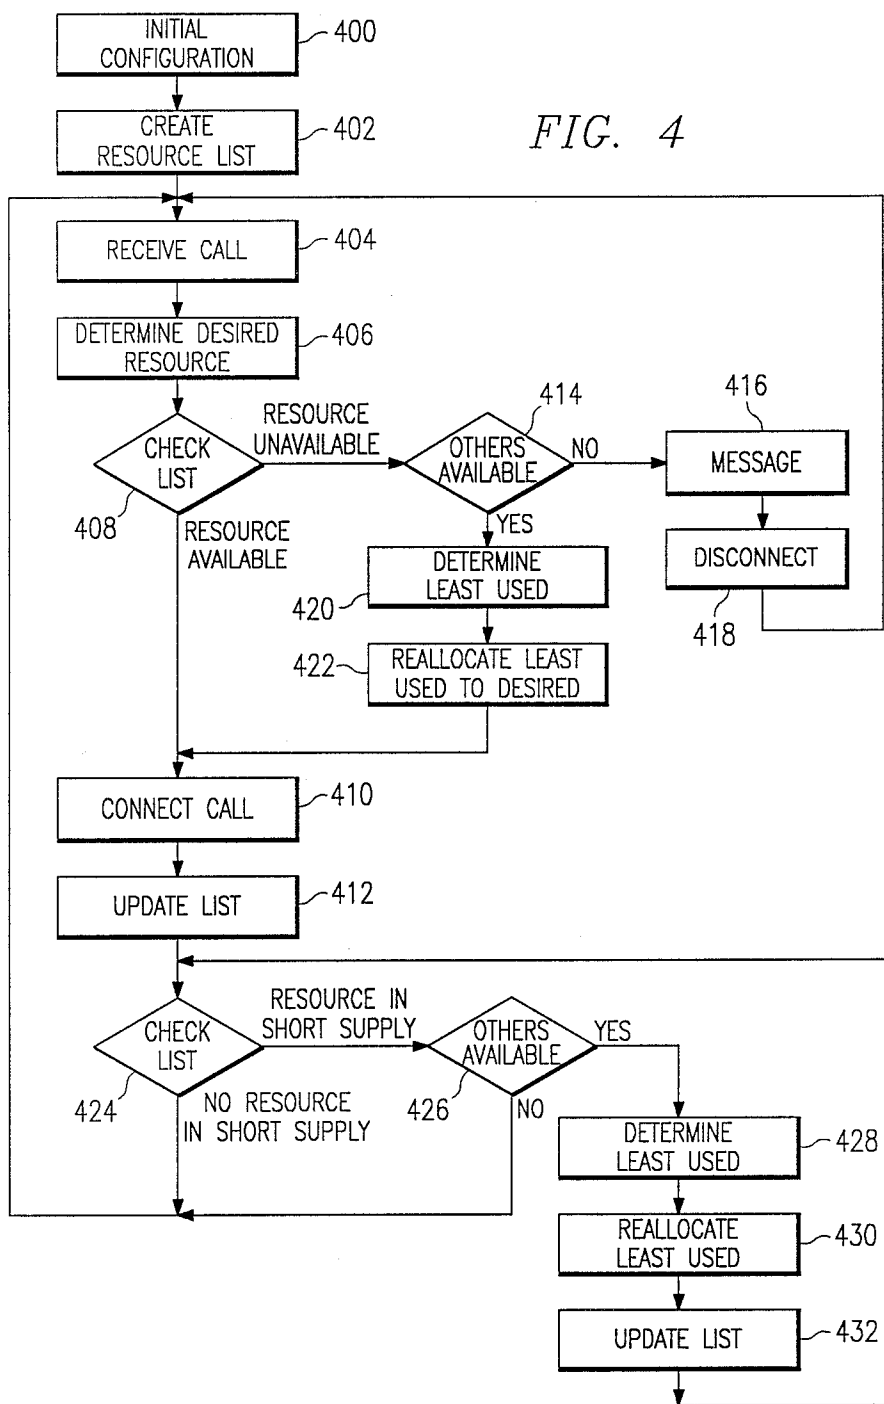 INITIAL
CONFIGURATION
400
CREATE
RESOURCE LIST
402
FIG. 4
RECEIVE CALL
404
DETERMINE DESIRED
RESOURCE
406
CHECK
LIST
408
RESOURCE
UNAVAILABLE
OTHERS
AVAILABLE
414
NO
416
MESSAGE
YES
RESOURCE
AVAILABLE
DETERMINE
LEAST USED
420
DISCONNECT
418
REALLOCATE LEAST
USED TO DESIRED
422
CONNECT CALL
410
UPDATE LIST
412
CHECK
LIST
424
RESOURCE IN
SHORT SUPPLY
OTHERS
AVAILABLE
426
YES
NO
NO RESOURCE
IN SHORT SUPPLY
DETERMINE
LEAST USED
428
REALLOCATE
LEAST USED
430
UPDATE LIST
432